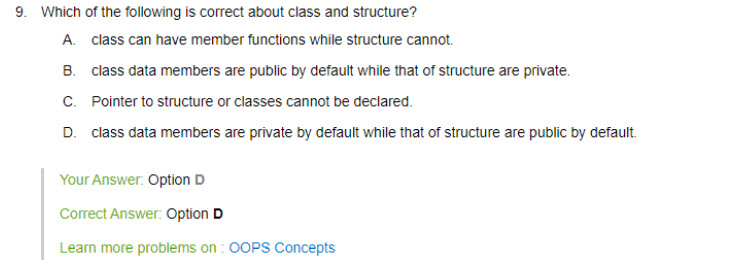 9. Which of the following is correct about class and structure?
A. class can have member functions while structure cannot.
B. class data members are public by default while that of structure are private.
C. Pointer to structure or classes cannot be declared.
D. class data members are private by default while that of structure are public by default.
Your Answer: Option D
Correct Answer: Option D
Learn more problems on : OOPS Concepts